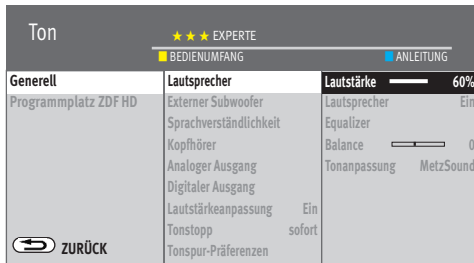 Ton
★ ★ ★ EXPERTE
BEDIENUMFANG
ANLEITUNG
Generell
Programmplatz ZDF HD
ZURÜCK
Lautsprecher
Externer Subwoofer
Sprachverständlichkeit
Kopfhörer
Analoger Ausgang
Digitaler Ausgang
Lautstärkeanpassung Ein
Tonstopp sofort
Tonspur-Präferenzen
Lautstärke 60%
Lautsprecher Ein
Equalizer
Balance 0
Tonanpassung MetzSound